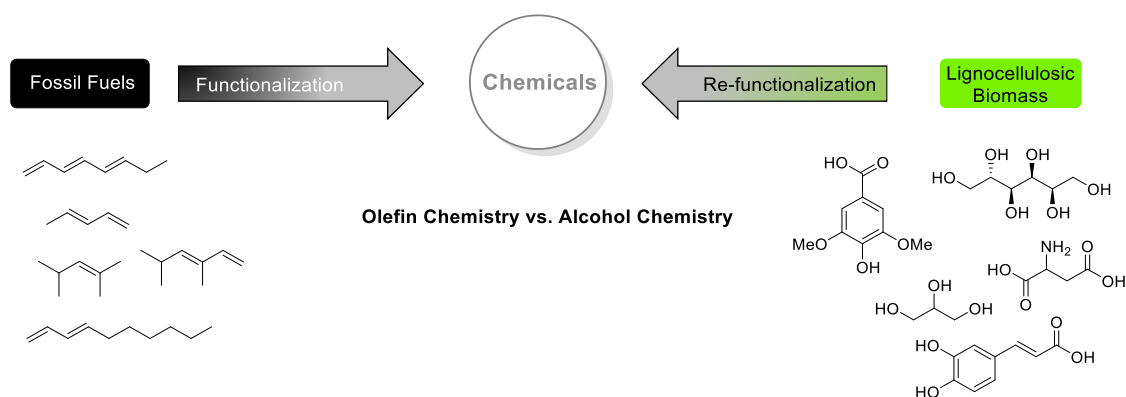 Fossil Fuels
Functionalization
Chemicals
Re-functionalization
Lignocellulosic
Biomass
Olefin Chemistry vs. Alcohol Chemistry
HO
O
MeO
OMe
OH
OH
OH
HO
OH
OH
OH
NH₂
O
HO
OH
O
OH
HO
OH
O
HO
OH
HO